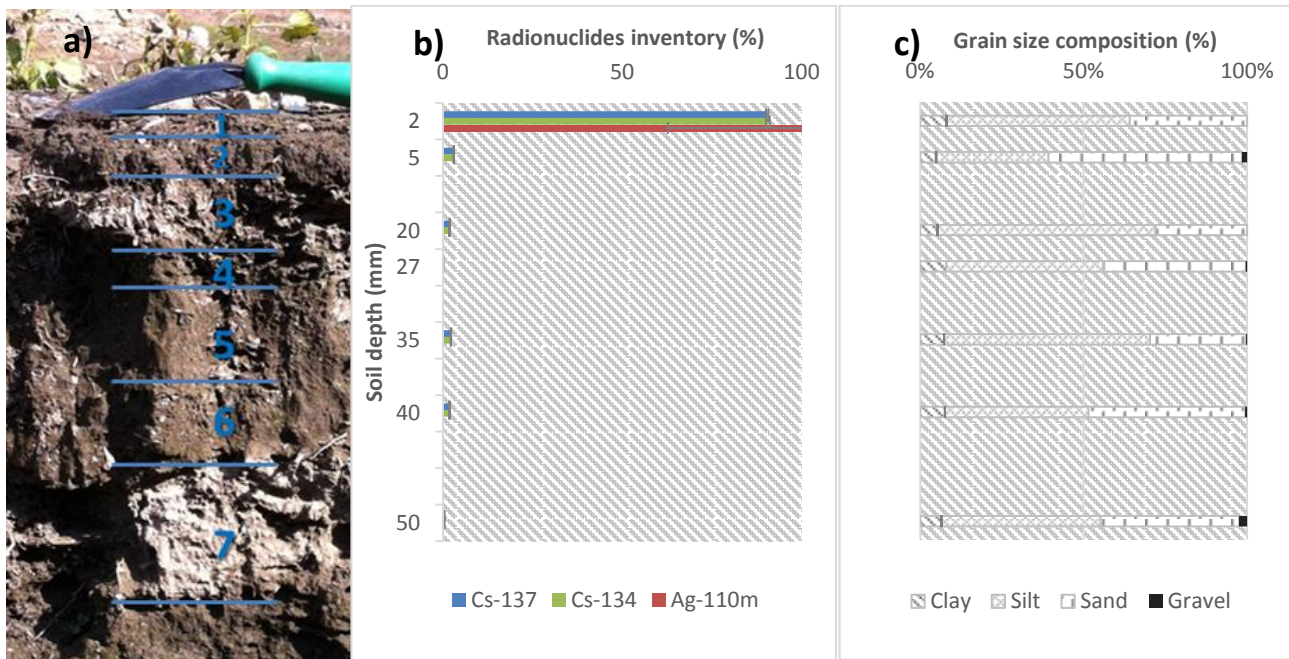 a)
1
2
3
4
5
6
7
b)
Radionuclides inventory (%)
0 50 100
Soil depth (mm)
2
5
20
27
35
40
50
Cs-137 Cs-134 Ag-110m
c)
Grain size composition (%)
0% 50% 100%
Clay Silt Sand Gravel